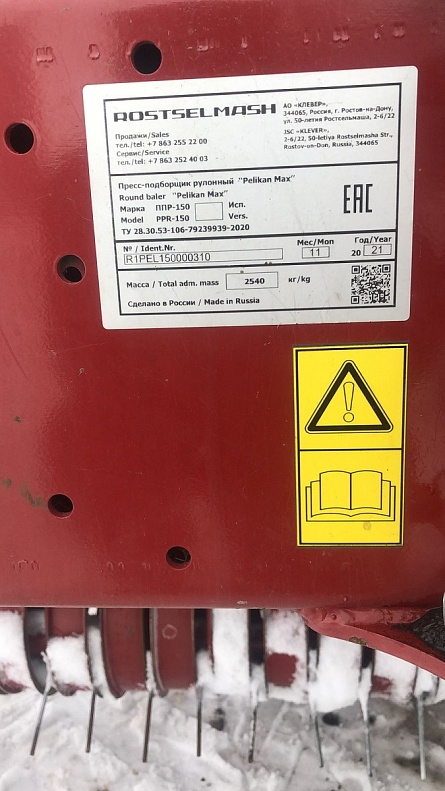 ROSTSELMASH
АО «КЛЕВЕР»,
344065, Россия, г. Ростов-на-Дону,
ул. 50-летия Ростсельмаша, 2-6/22
Продажи/Sales
тел./tel: +7 863 255 22 00
Сервис/Service
тел./tel: +7 863 252 40 03
JSC «KLEVER»,
2-6/22, 50-letiya Rostselmasha Str.,
Rostov-on-Don, Russia, 344065
Пресс-подборщик рулонный "Pelikan Max"
Round baler "Pelikan Max"
Марка ППР-150 Исп.
Model PPR-150 Vers.
ТУ 28.30.53-106-79239939-2020
EAC
№ / Ident.Nr. Мес/Mon Год/Year
R1PEL150000310 11 20 21
Масса / Total adm. mass 2540 кг/kg
Сделано в России / Made in Russia